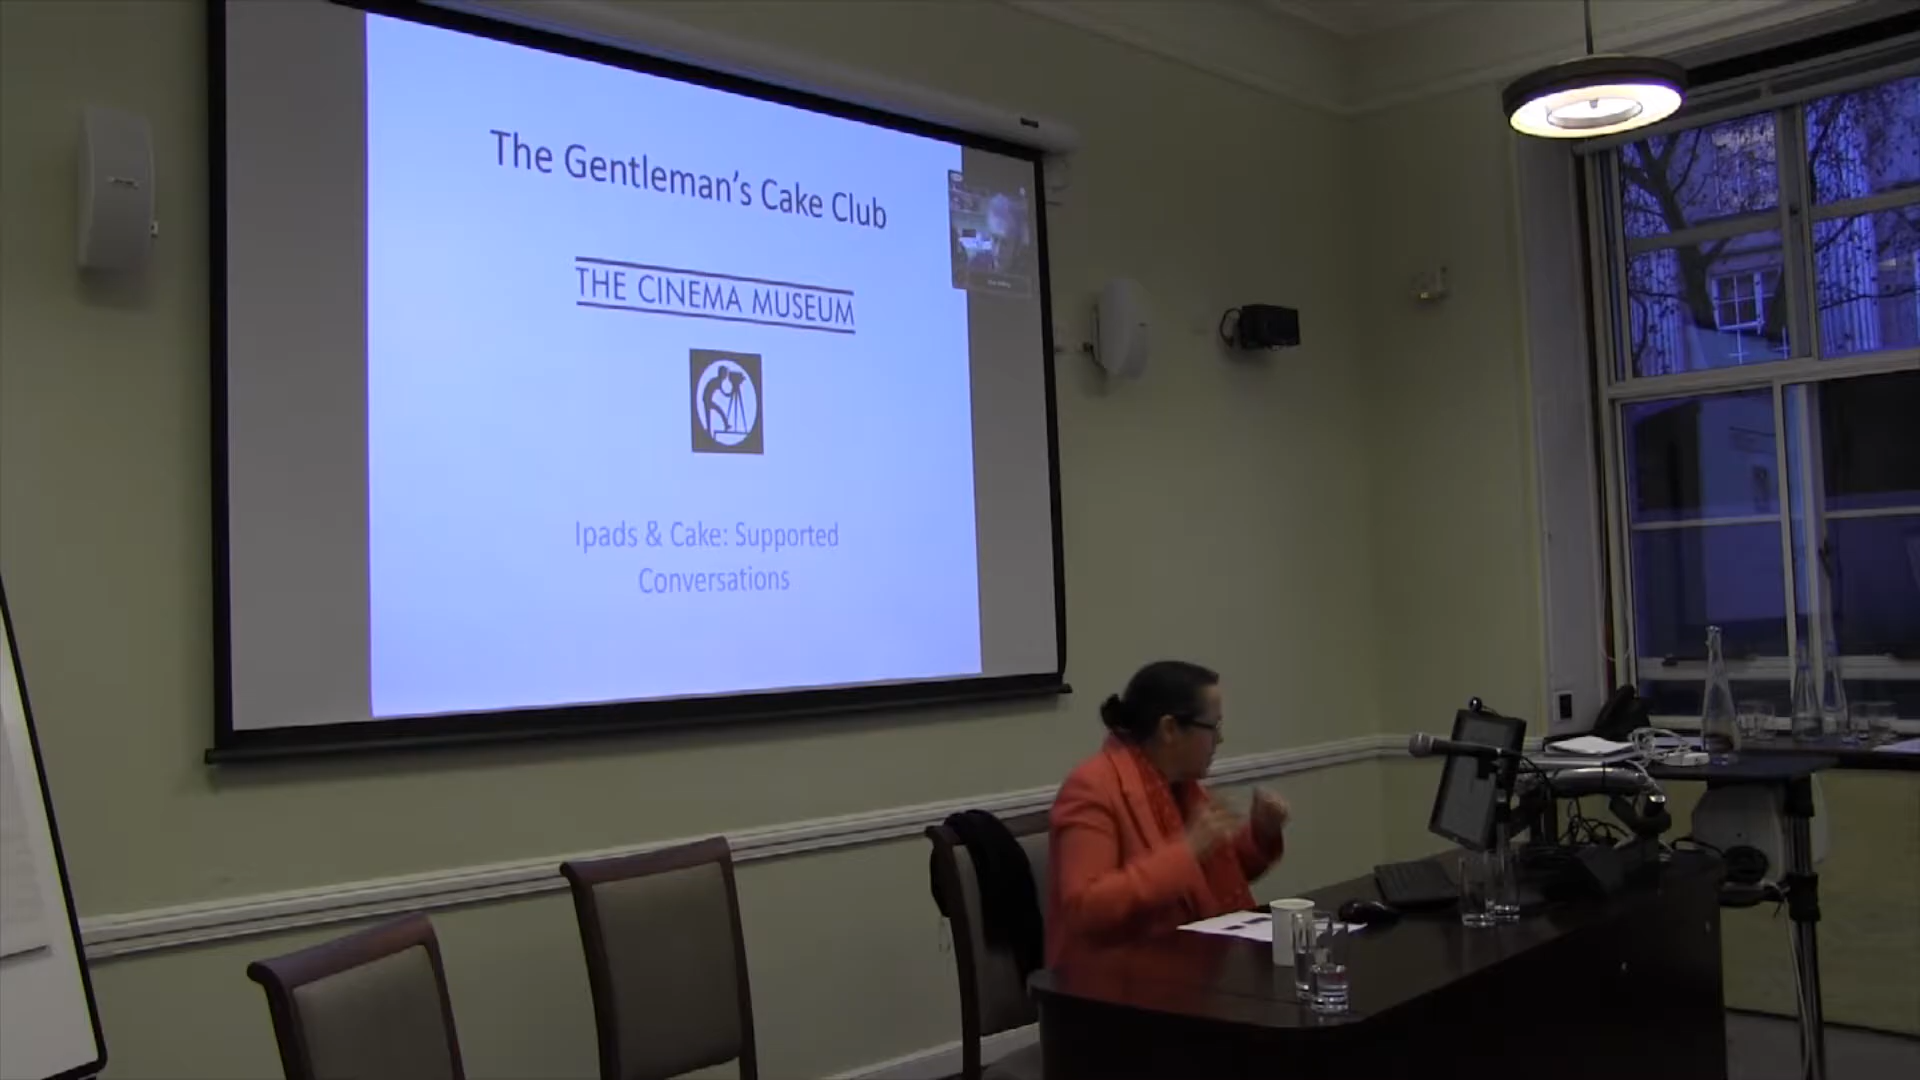 The Gentleman's Cake Club
THE CINEMA MUSEUM
Ipads & Cake: Supported
Conversations